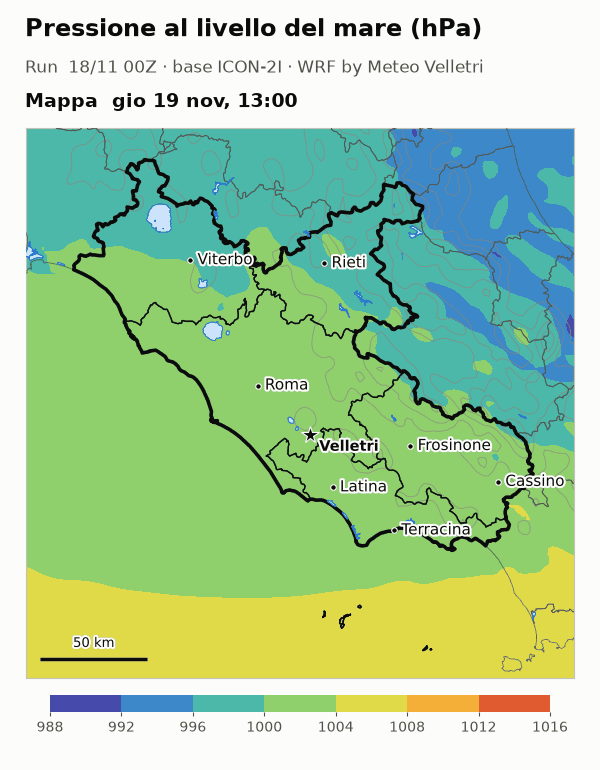 Pressione al livello del mare (hPa)
Run  18/11 00Z · base ICON-2I · WRF by Meteo Velletri
Mappa  gio 19 nov, 13:00
Viterbo
Rieti
Roma
Velletri
Frosinone
Cassino
Latina
Terracina
50 km
988 992 996 1000 1004 1008 1012 1016